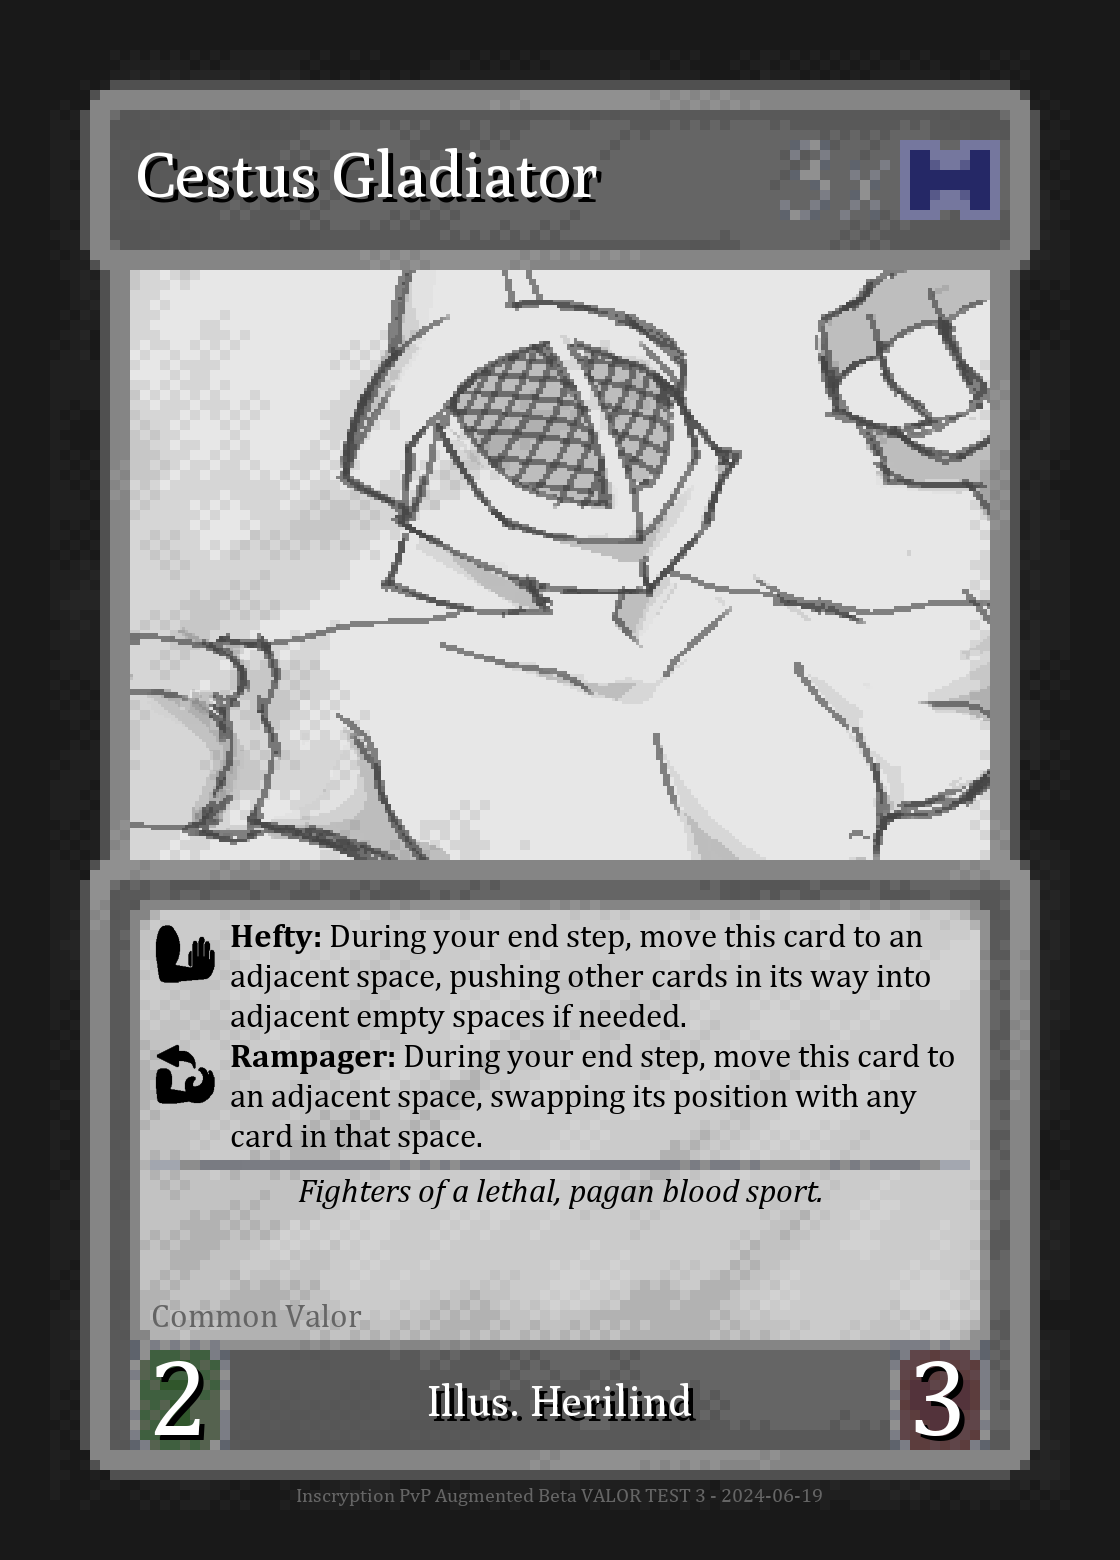 Cestus Gladiator 3x
Hefty: During your end step, move this card to an
adjacent space, pushing other cards in its way into
adjacent empty spaces if needed.
Rampager: During your end step, move this card to
an adjacent space, swapping its position with any
card in that space.
Fighters of a lethal, pagan blood sport.
Common Valor
2 Illus. Herilind 3
Inscryption PvP Augmented Beta VALOR TEST 3 - 2024-06-19